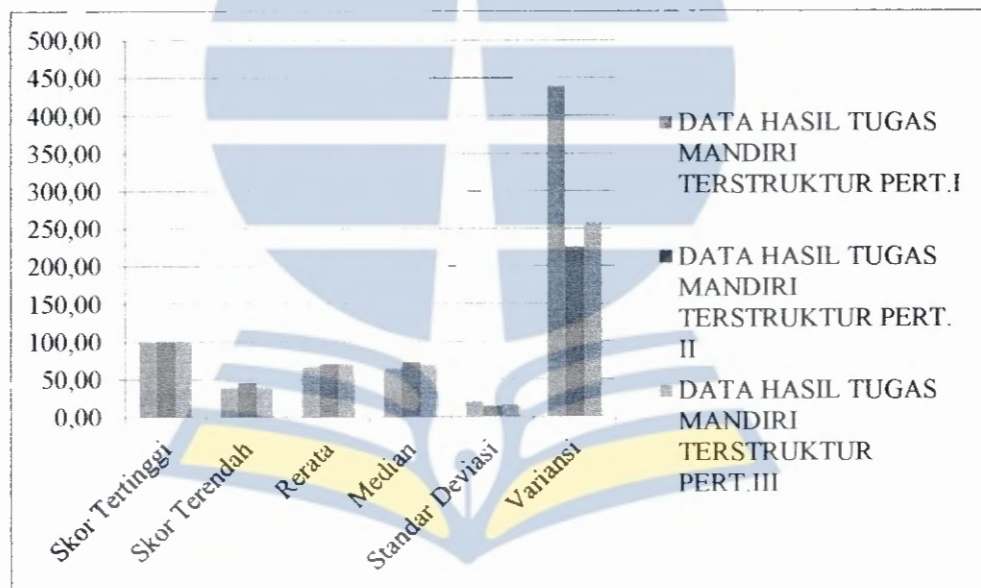 500,00
450,00
400,00
350,00
300,00
250,00
200,00
150,00
100,00
50,00
0,00
Skor Tertinggi
Skor Terendah
Rerata
Median
Standar Deviasi
Variansi
DATA HASIL TUGAS
MANDIRI
TERSTRUKTUR PERT.I
DATA HASIL TUGAS
MANDIRI
TERSTRUKTUR PERT.
II
DATA HASIL TUGAS
MANDIRI
TERSTRUKTUR
PERT.III